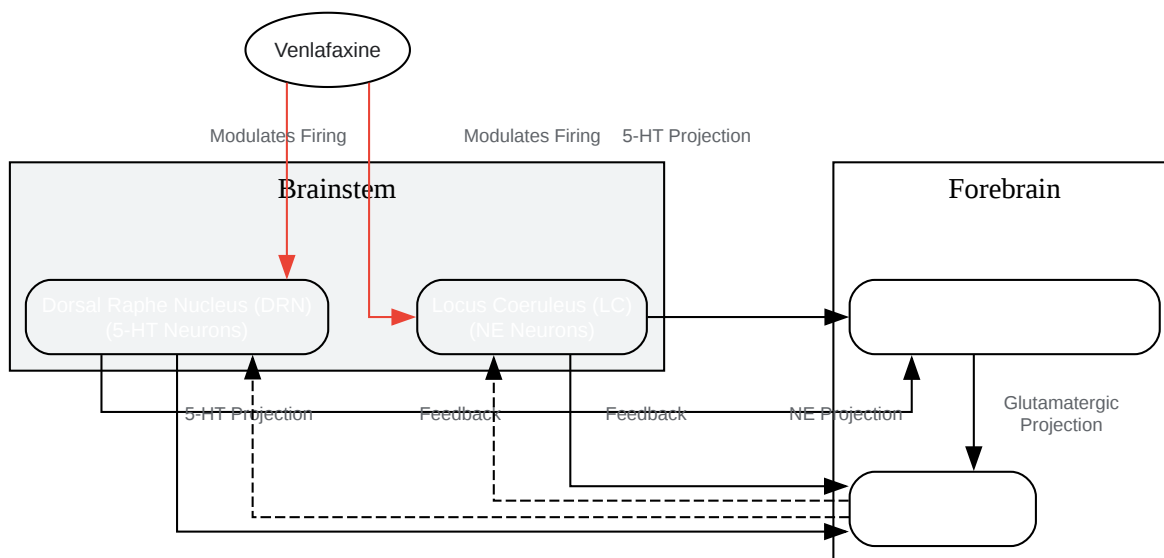 Venlafaxine
Modulates Firing
Modulates Firing
5-HT Projection
Brainstem
Forebrain
Dorsal Raphe Nucleus (DRN)
(5-HT Neurons)
Locus Coeruleus (LC)
(NE Neurons)
5-HT Projection
Feedback
Feedback
NE Projection
Glutamatergic
Projection